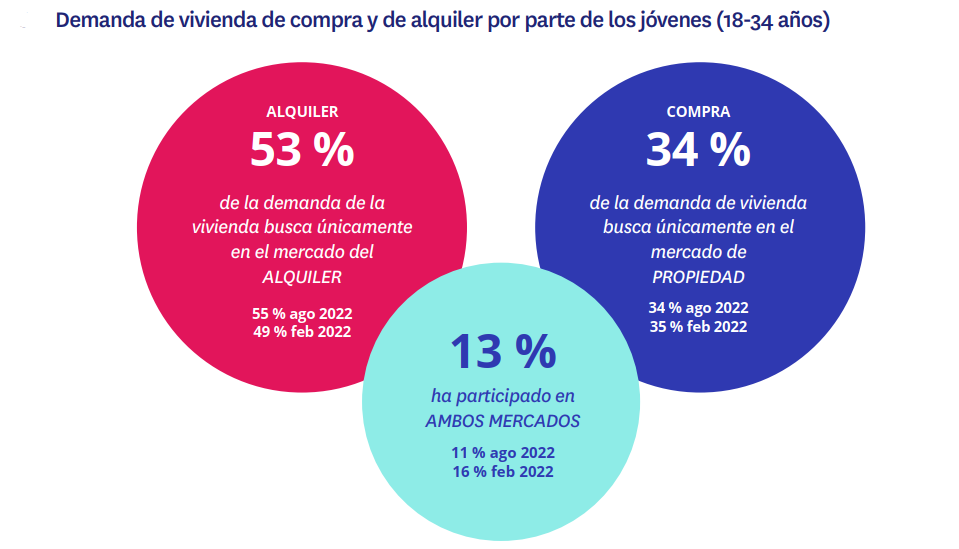 Demanda de vivienda de compra y de alquiler por parte de los jóvenes (18-34 años)
ALQUILER
53 %
de la demanda de la
vivienda busca únicamente
en el mercado del
ALQUILER
55 % ago 2022
49 % feb 2022
COMPRA
34 %
de la demanda de vivienda
busca únicamente en el
mercado de
PROPIEDAD
34 % ago 2022
35 % feb 2022
13 %
ha participado en
AMBOS MERCADOS
11 % ago 2022
16 % feb 2022